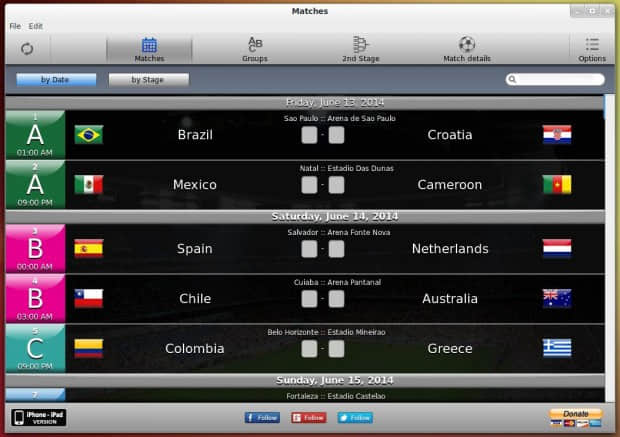 Matches
File Edit
Matches Groups 2nd Stage Match details Options
ABC
by Date by Stage
Friday, June 13, 2014
1
A
01:00 AM
Sao Paulo :: Arena de Sao Paulo
Brazil - Croatia
2
A
09:00 PM
Natal :: Estadio Das Dunas
Mexico - Cameroon
Saturday, June 14, 2014
3
B
00:00 AM
Salvador :: Arena Fonte Nova
Spain - Netherlands
4
B
03:00 AM
Cuiaba :: Arena Pantanal
Chile - Australia
5
C
09:00 PM
Belo Horizonte :: Estadio Mineirao
Colombia - Greece
Sunday, June 15, 2014
7
Fortaleza :: Estadio Castelao
iPhone - iPad
VERSION
Follow Follow Follow
Donate